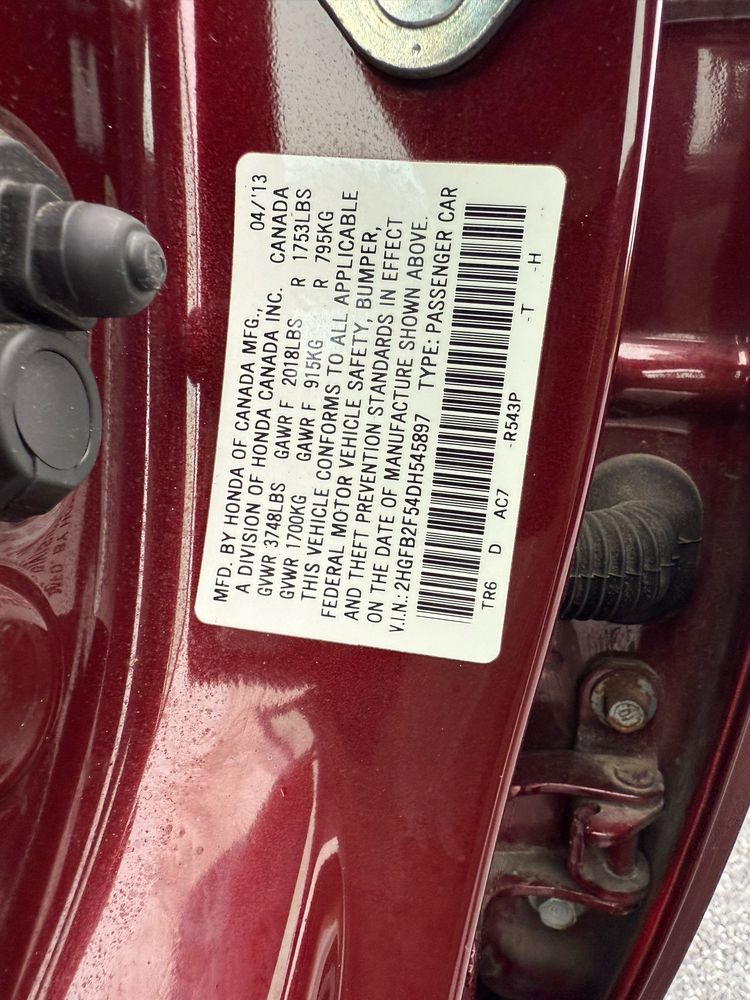 MFD. BY HONDA OF CANADA MFG., 04/'13
A DIVISION OF HONDA CANADA INC. CANADA
GVWR 3748LBS GAWR F 2018LBS R 1753LBS
GVWR 1700KG GAWR F 915KG R 795KG
THIS VEHICLE CONFORMS TO ALL APPLICABLE
FEDERAL MOTOR VEHICLE SAFETY, BUMPER,
AND THEFT PREVENTION STANDARDS IN EFFECT
ON THE DATE OF MANUFACTURE SHOWN ABOVE.
V.I.N.: 2HGFB2F54DH545897 TYPE: PASSENGER CAR
TR6 D AC7 -R543P -T -H